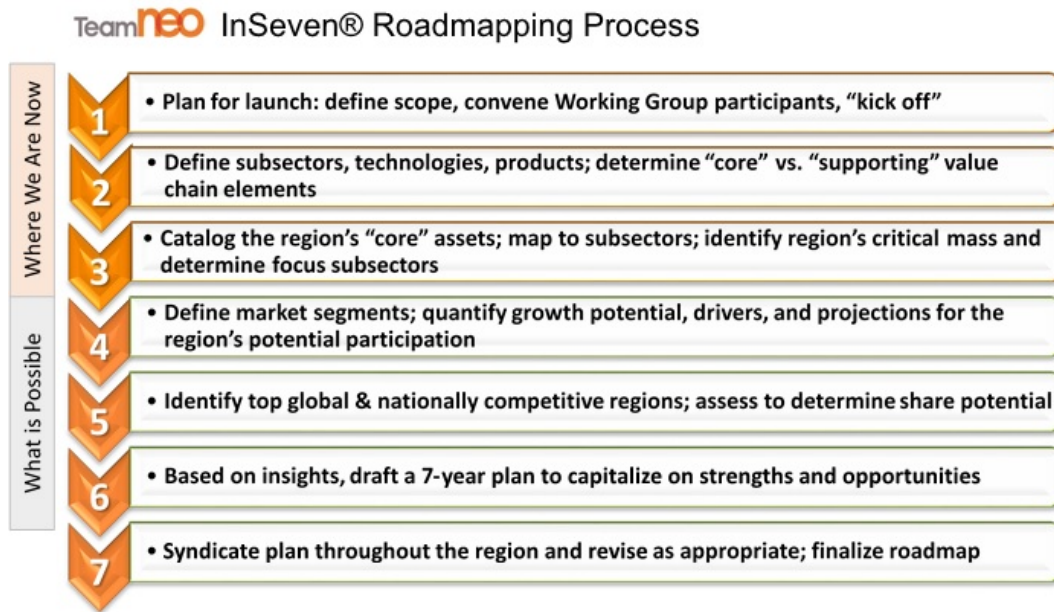 Teamneo InSeven® Roadmapping Process
Where We Are Now
1
• Plan for launch: define scope, convene Working Group participants, “kick off”
2
• Define subsectors, technologies, products; determine “core” vs. “supporting” value
chain elements
3
• Catalog the region’s “core” assets; map to subsectors; identify region’s critical mass and
determine focus subsectors
What is Possible
4
• Define market segments; quantify growth potential, drivers, and projections for the
region’s potential participation
5
• Identify top global & nationally competitive regions; assess to determine share potential
6
• Based on insights, draft a 7-year plan to capitalize on strengths and opportunities
7
• Syndicate plan throughout the region and revise as appropriate; finalize roadmap